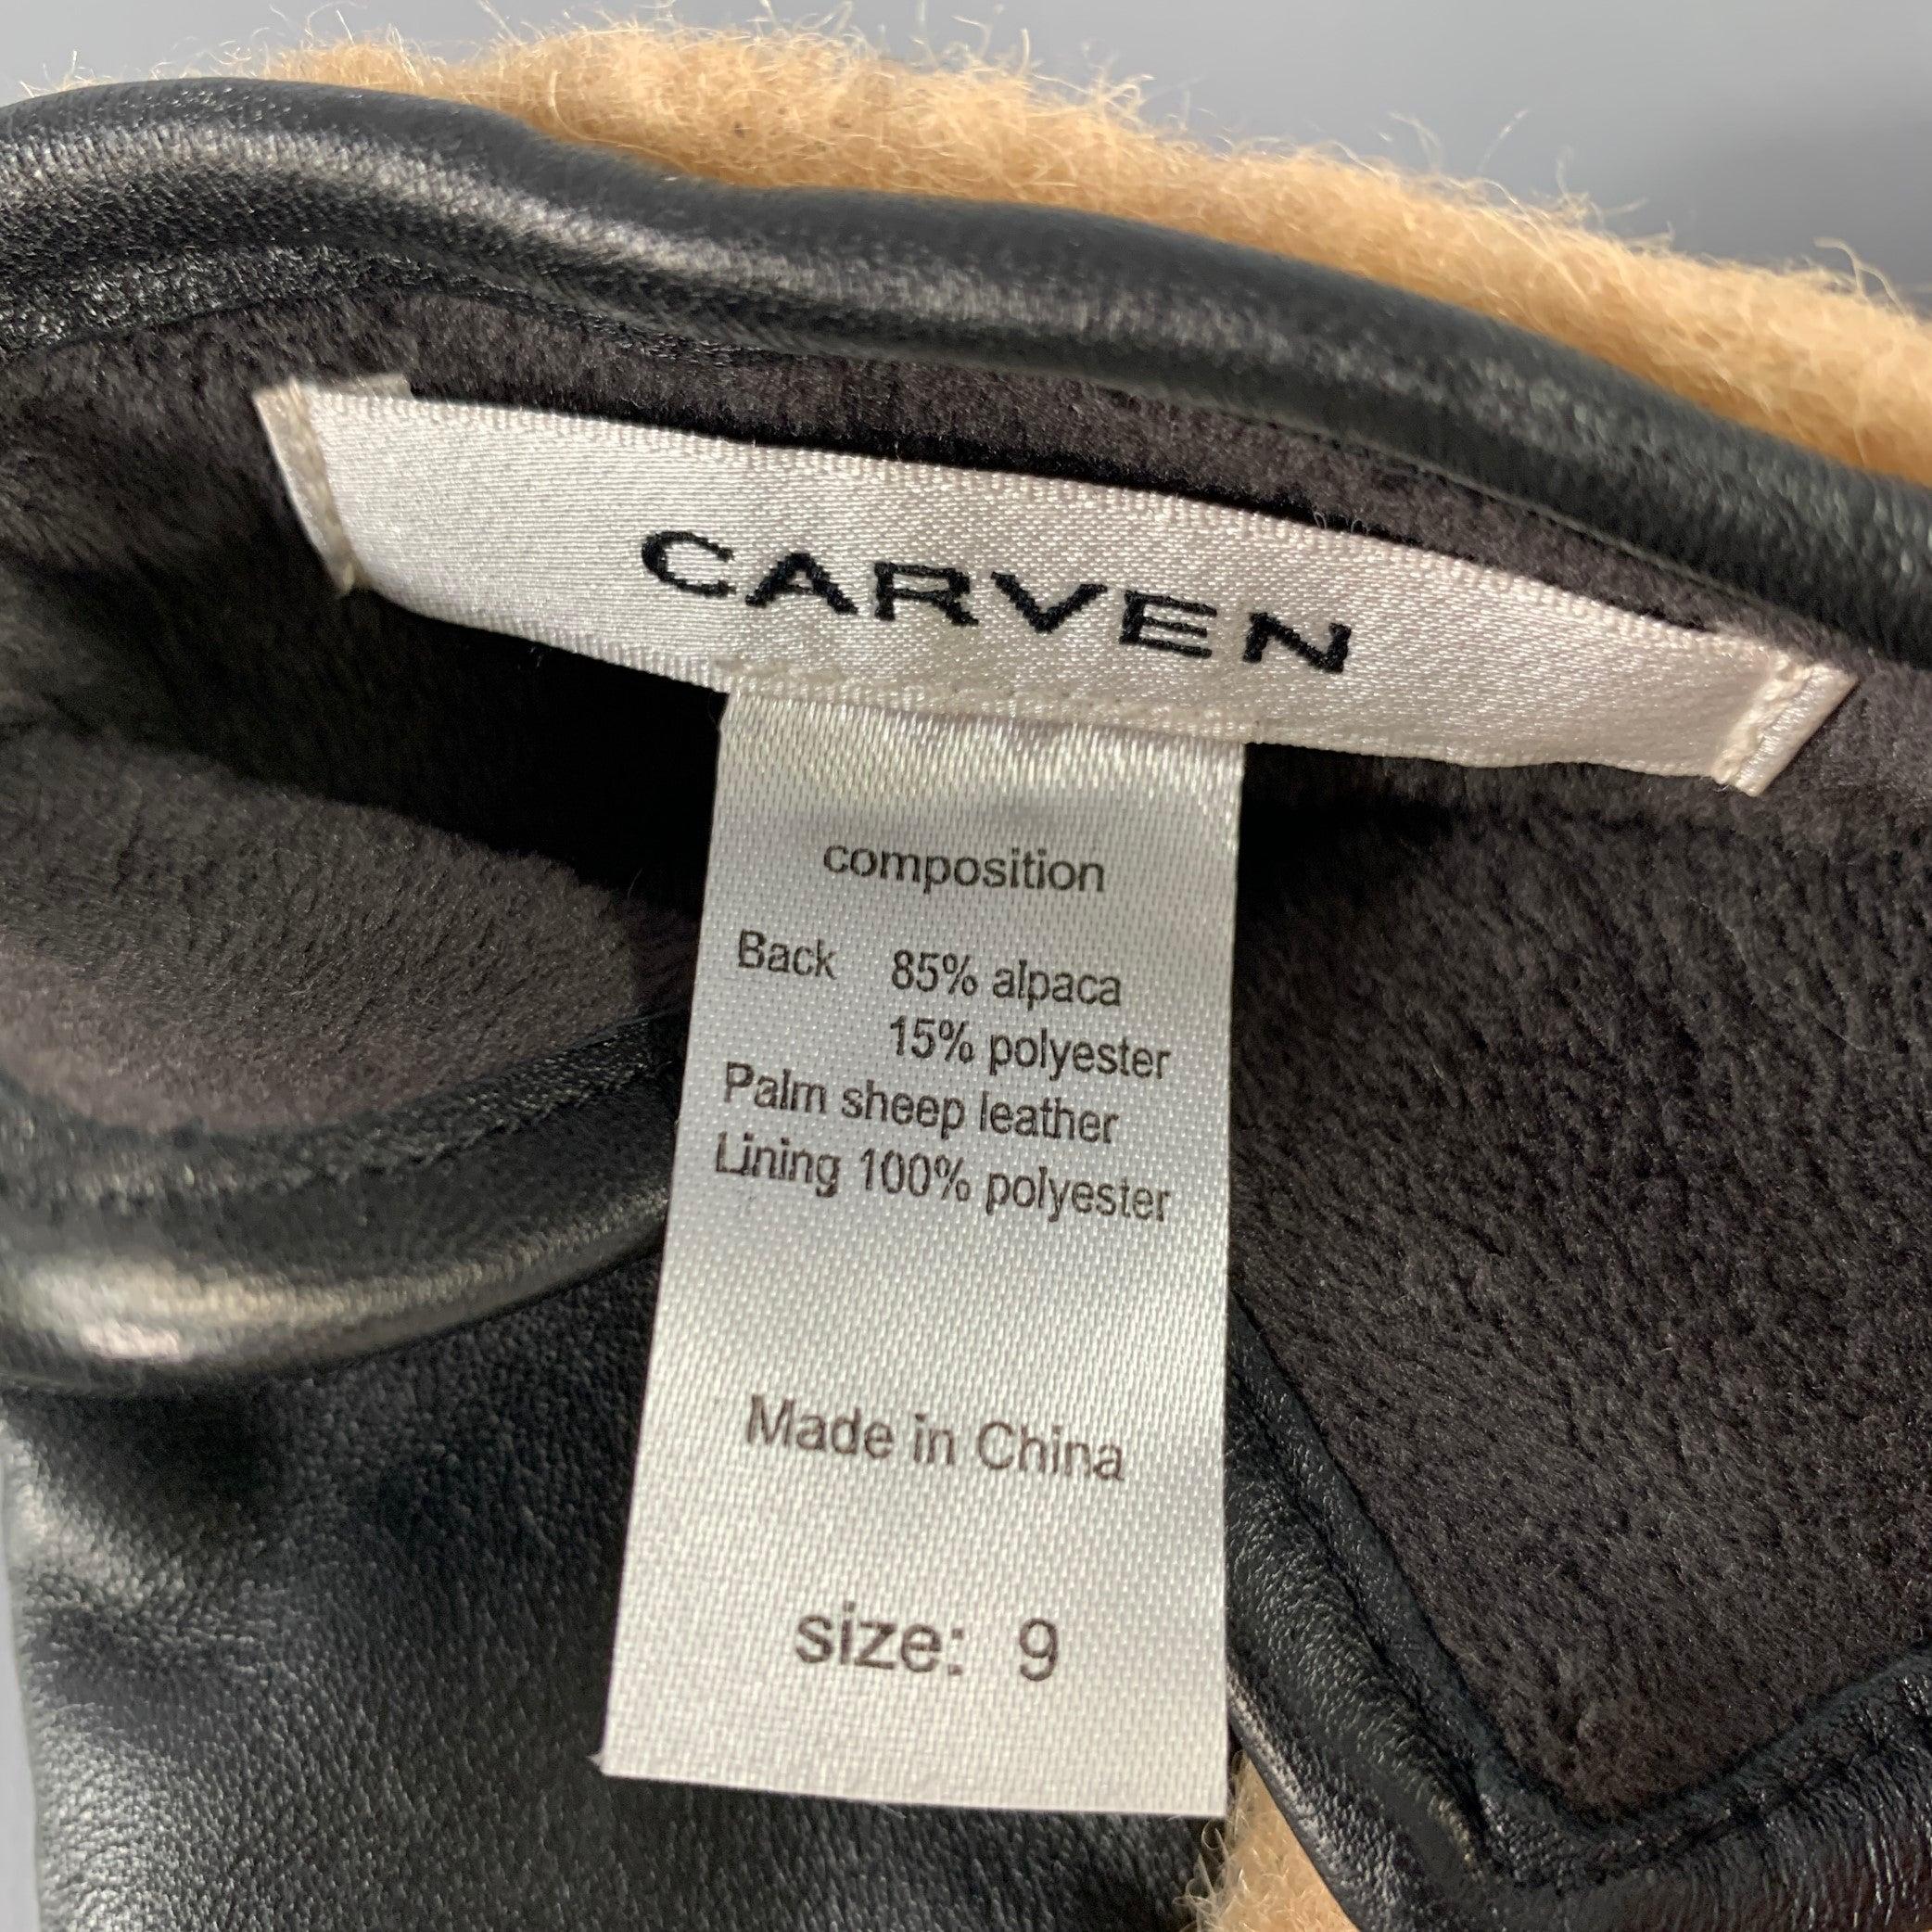 CARVEN
composition
Back 85% alpaca
15% polyester
Palm sheep leather
Lining 100% polyester
Made in China
size: 9